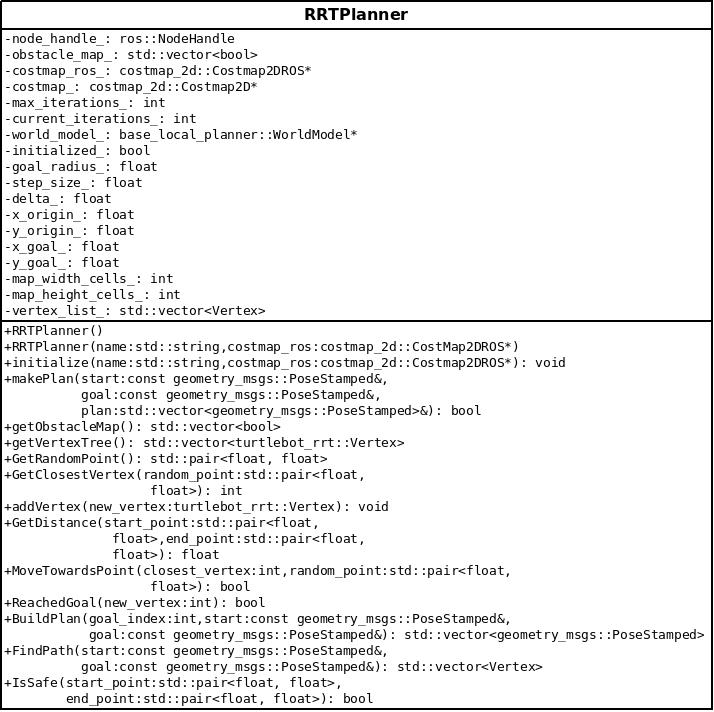 RRTPlanner
-node_handle_: ros::NodeHandle
-obstacle_map_: std::vector<bool>
-costmap_ros_: costmap_2d::Costmap2DROS*
-costmap_: costmap_2d::Costmap2D*
-max_iterations_: int
-current_iterations_: int
-world_model_: base_local_planner::WorldModel*
-initialized_: bool
-goal_radius_: float
-step_size_: float
-delta_: float
-x_origin_: float
-y_origin_: float
-x_goal_: float
-y_goal_: float
-map_width_cells_: int
-map_height_cells_: int
-vertex_list_: std::vector<Vertex>
+RRTPlanner()
+RRTPlanner(name:std::string,costmap_ros:costmap_2d::CostMap2DROS*)
+initialize(name:std::string,costmap_ros:costmap_2d::Costmap2DROS*): void
+makePlan(start:const geometry_msgs::PoseStamped&,
goal:const geometry_msgs::PoseStamped&,
plan:std::vector<geometry_msgs::PoseStamped>&): bool
+getObstacleMap(): std::vector<bool>
+getVertexTree(): std::vector<turtlebot_rrt::Vertex>
+GetRandomPoint(): std::pair<float, float>
+GetClosestVertex(random_point:std::pair<float,
float>): int
+addVertex(new_vertex:turtlebot_rrt::Vertex): void
+GetDistance(start_point:std::pair<float,
float>,end_point:std::pair<float,
float>): float
+MoveTowardsPoint(closest_vertex:int,random_point:std::pair<float,
float>): bool
+ReachedGoal(new_vertex:int): bool
+BuildPlan(goal_index:int,start:const geometry_msgs::PoseStamped&,
goal:const geometry_msgs::PoseStamped&): std::vector<geometry_msgs::PoseStamped>
+FindPath(start:const geometry_msgs::PoseStamped&,
goal:const geometry_msgs::PoseStamped&): std::vector<Vertex>
+IsSafe(start_point:std::pair<float, float>,
end_point:std::pair<float, float>): bool